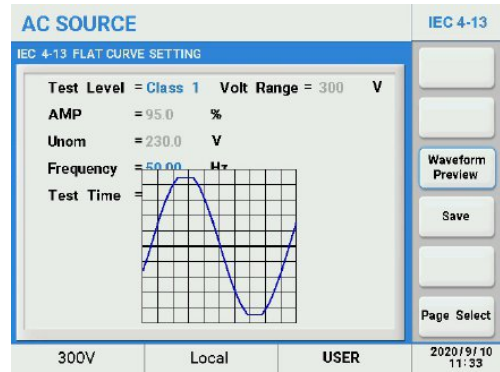 AC SOURCE
IEC 4-13
IEC 4-13 FLAT CURVE SETTING
Test Level = Class 1 Volt Range = 300 V
AMP = 95.0 %
Unom = 230.0 V
Frequency = 50.00 Hz
Test Time =
Waveform
Preview
Save
Page Select
300V Local USER
2020/9/10
11:33